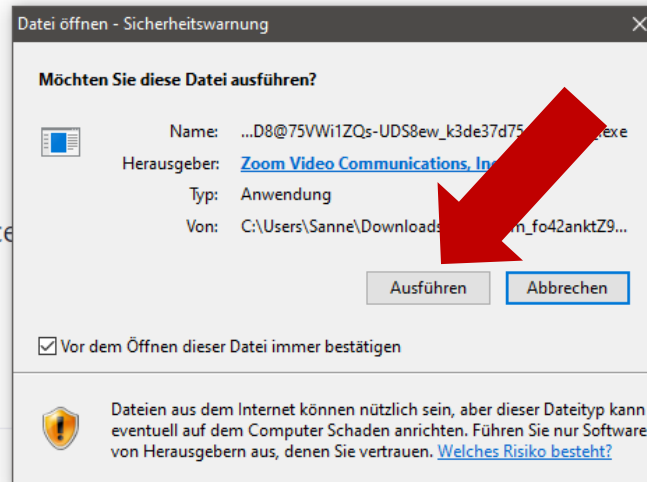 Datei öffnen - Sicherheitswarnung
Möchten Sie diese Datei ausführen?
Name: ...D8@75VWi1ZQs-UDS8ew_k3de37d75 .exe
Herausgeber: Zoom Video Communications, In
Typ: Anwendung
Von: C:\Users\Sanne\Downloads m_fo42anktZ9...
Ausführen Abbrechen
Vor dem Öffnen dieser Datei immer bestätigen
Dateien aus dem Internet können nützlich sein, aber dieser Dateityp kann
eventuell auf dem Computer Schaden anrichten. Führen Sie nur Software
von Herausgebern aus, denen Sie vertrauen. Welches Risiko besteht?